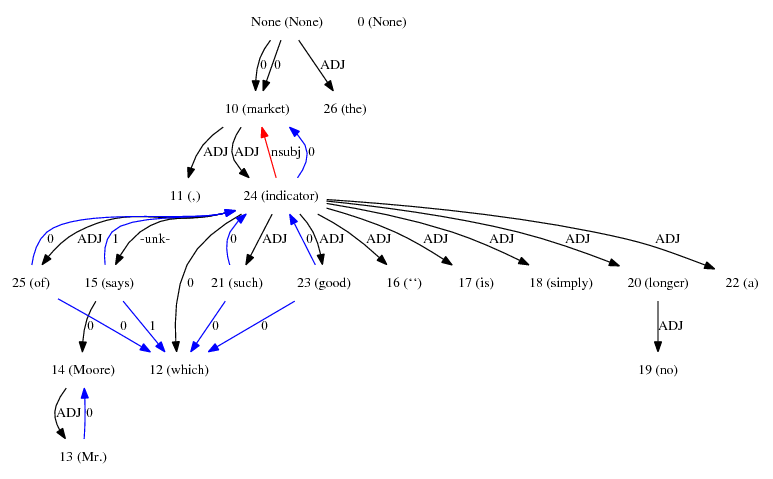 None (None) 0 (None)
0 0 ADJ
10 (market) 26 (the)
ADJ ADJ nsubj 0
11 (,) 24 (indicator)
0 ADJ 1 -unk- 0 0 ADJ 0 ADJ ADJ ADJ ADJ ADJ
25 (of) 15 (says) 21 (such) 23 (good) 16 (``) 17 (is) 18 (simply) 20 (longer) 22 (a)
0 0 1 0 0 ADJ
14 (Moore) 12 (which) 19 (no)
ADJ 0
13 (Mr.)